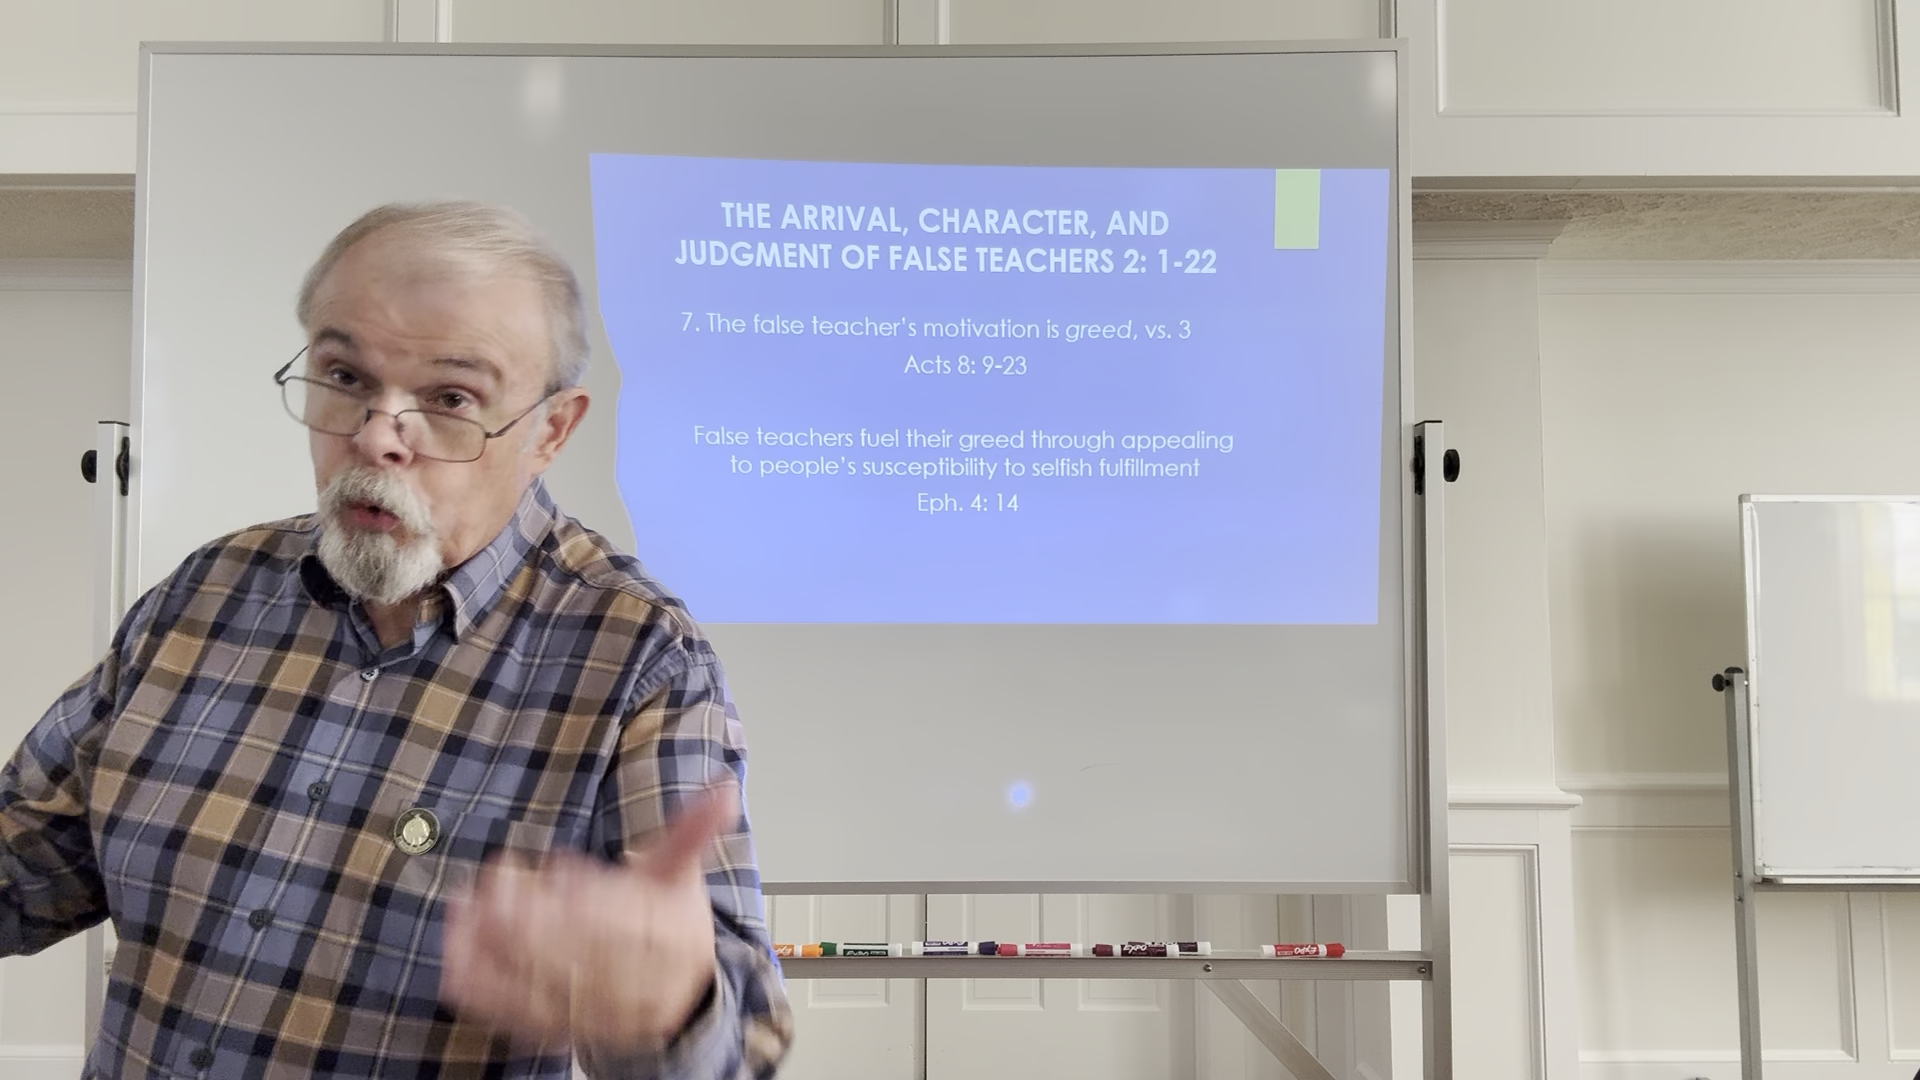 THE ARRIVAL, CHARACTER, AND
JUDGMENT OF FALSE TEACHERS 2: 1-22
7. The false teacher's motivation is greed, vs. 3
Acts 8: 9-23
False teachers fuel their greed through appealing
to people's susceptibility to selfish fulfillment
Eph. 4: 14
EXPO
EXPO